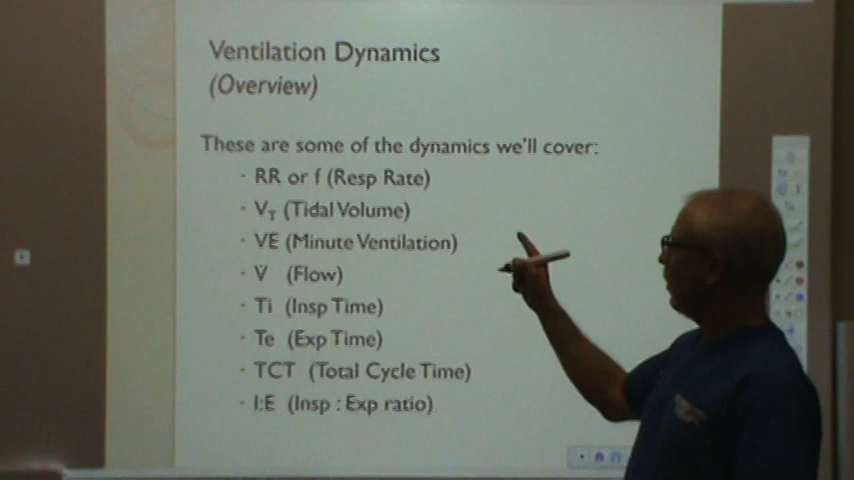 Ventilation Dynamics
(Overview)
These are some of the dynamics we'll cover:
- RR or f (Resp Rate)
- VT (Tidal Volume)
- VE (Minute Ventilation)
- V̇ (Flow)
- Ti (Insp Time)
- Te (Exp Time)
- TCT (Total Cycle Time)
- I:E (Insp : Exp ratio)